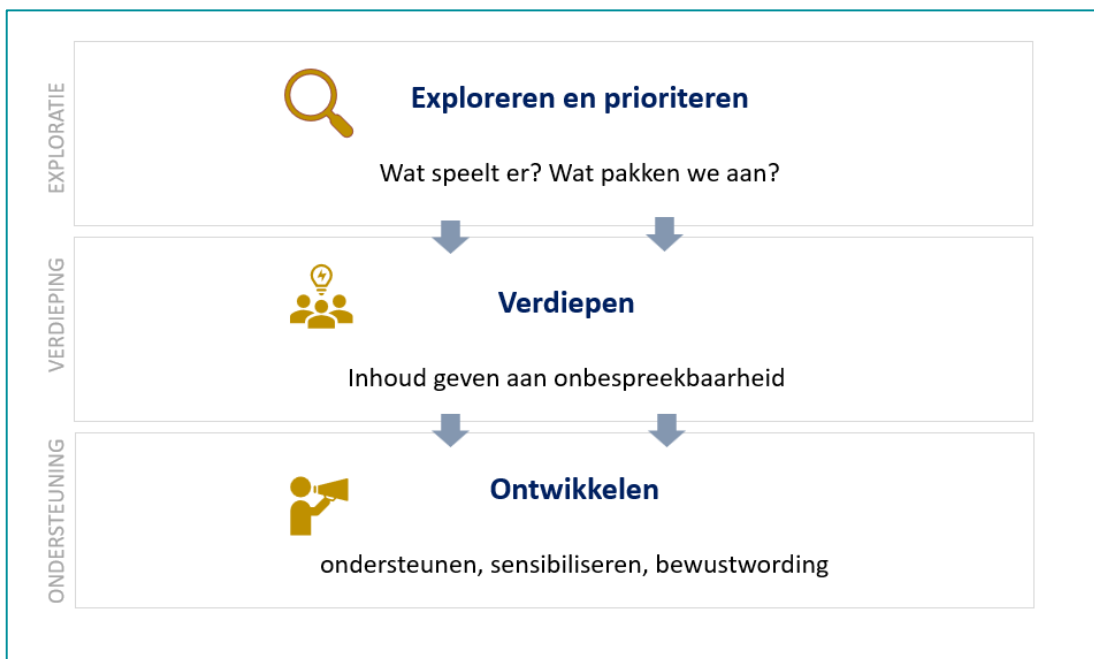 EXPLORATIE
Exploreren en prioriteren
Wat speelt er? Wat pakken we aan?
VERDIEPING
Verdiepen
Inhoud geven aan onbespreekbaarheid
ONDERSTEUNING
Ontwikkelen
ondersteunen, sensibiliseren, bewustwording